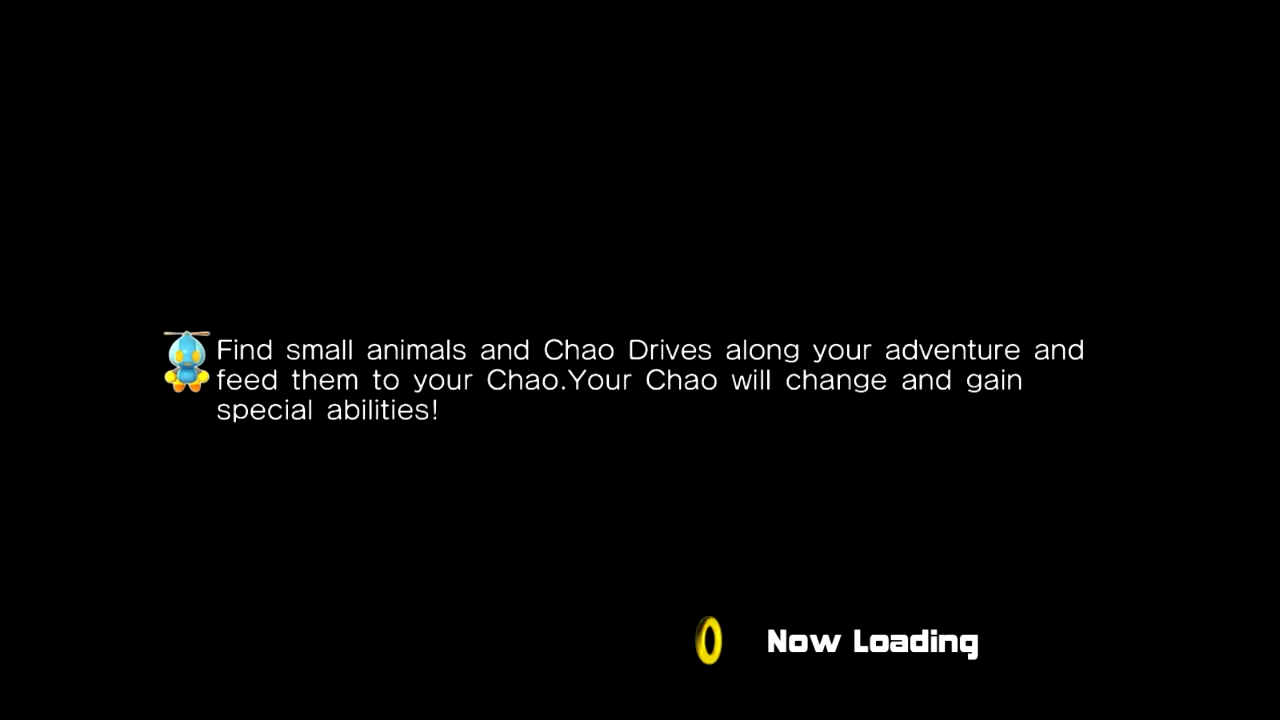 Find small animals and Chao Drives along your adventure and
feed them to your Chao.Your Chao will change and gain
special abilities!
Now Loading